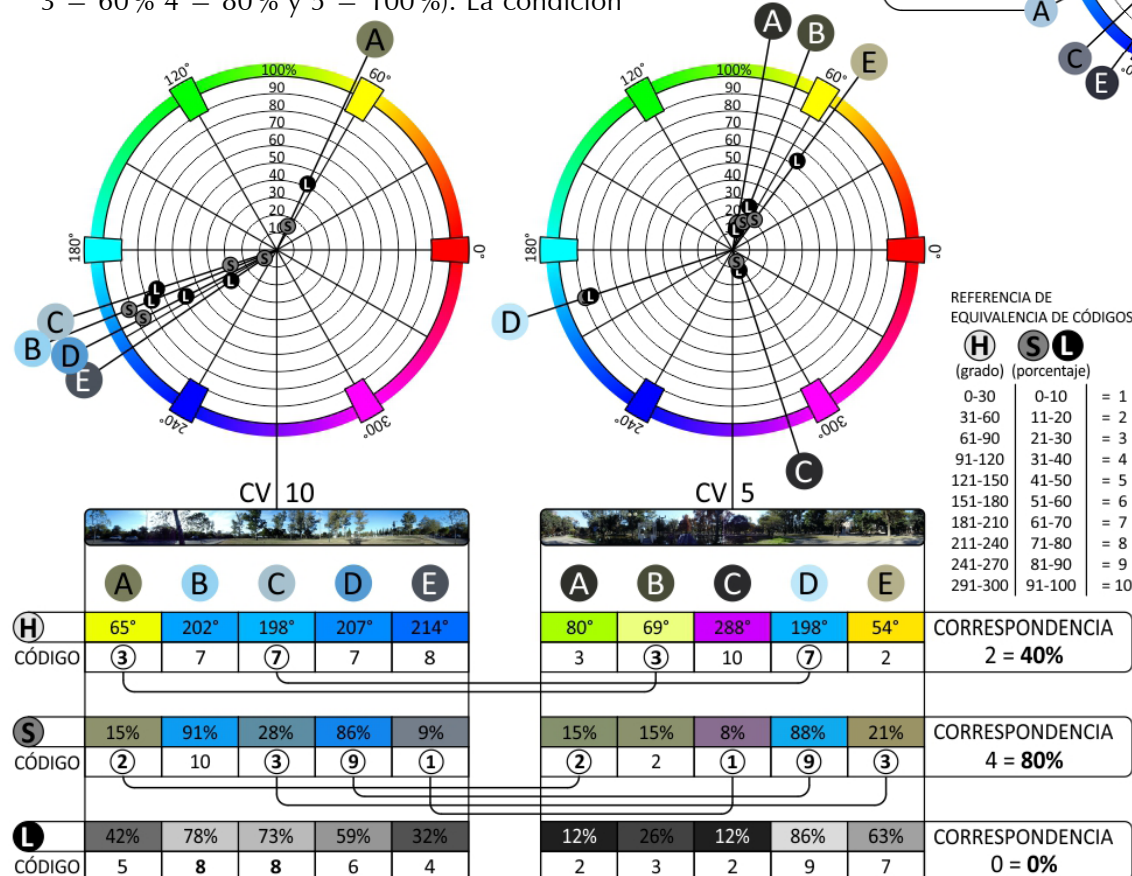 3 = 60% 4 = 80% y 5 = 100%). La condición
A
120° 100% 60°
90
80
70
60
50
40
30
20
10
L
S
180° 0°
S L
S L L L
S S
C
B
D
E
240° 300°
CV 10
A
B
E
120° 100% 60°
90
80
70
60
50
40
30
20
10
L
L
S S
L
180° 0°
S
L
L
D
240° 300°
C
CV 5
A
C
E
0°
REFERENCIA DE
EQUIVALENCIA DE CÓDIGOS
H S L
(grado) (porcentaje)
0-30 0-10 = 1
31-60 11-20 = 2
61-90 21-30 = 3
91-120 31-40 = 4
121-150 41-50 = 5
151-180 51-60 = 6
181-210 61-70 = 7
211-240 71-80 = 8
241-270 81-90 = 9
291-300 91-100 = 10
A B C D E A B C D E
H 65° 202° 198° 207° 214° 80° 69° 288° 198° 54° CORRESPONDENCIA
CÓDIGO 3 7 7 7 8 3 3 10 7 2 2 = 40%
S 15% 91% 28% 86% 9% 15% 15% 8% 88% 21% CORRESPONDENCIA
CÓDIGO 2 10 3 9 1 2 2 1 9 3 4 = 80%
L 42% 78% 73% 59% 32% 12% 26% 12% 86% 63% CORRESPONDENCIA
CÓDIGO 5 8 8 6 4 2 3 2 9 7 0 = 0%